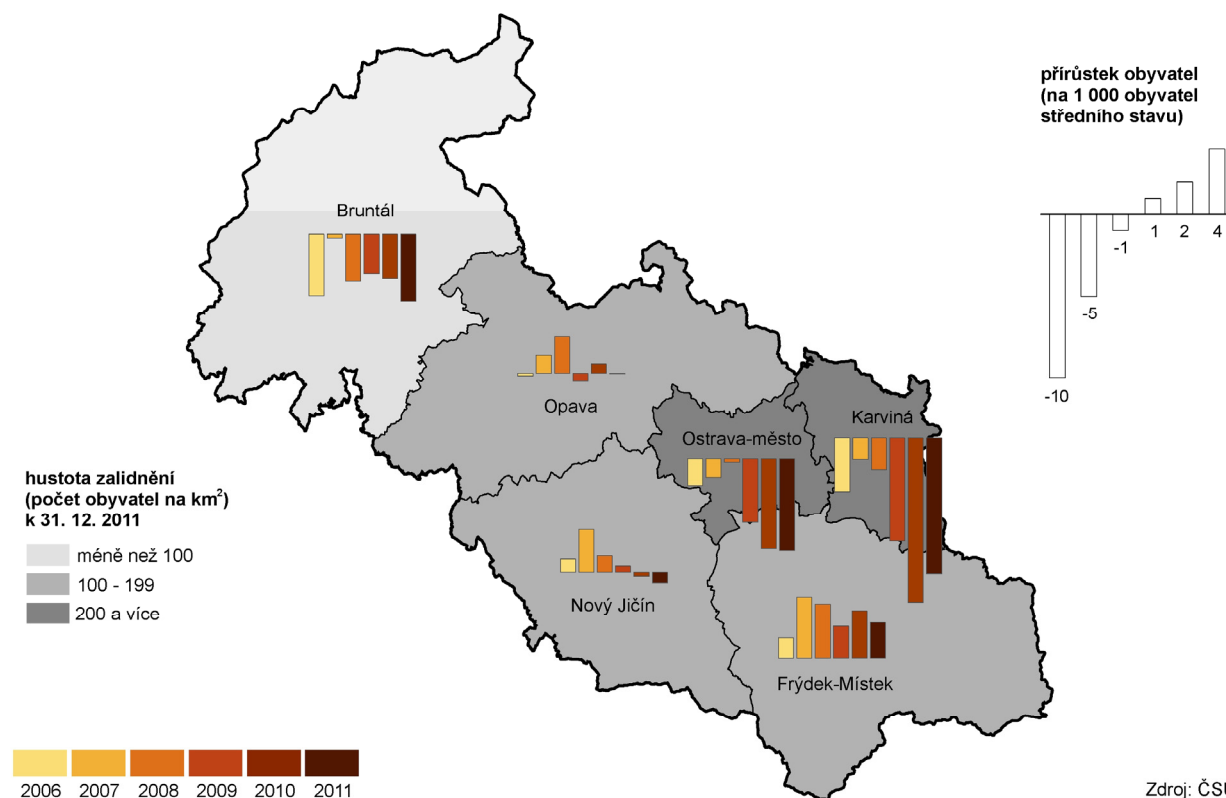 přírůstek obyvatel
(na 1 000 obyvatel
středního stavu)
1
2
4
-1
-5
-10
Bruntál
Opava
Karviná
Ostrava-město
Nový Jičín
Frýdek-Místek
hustota zalidnění
(počet obyvatel na km²)
k 31. 12. 2011
méně než 100
100 - 199
200 a více
2006 2007 2008 2009 2010 2011
Zdroj: